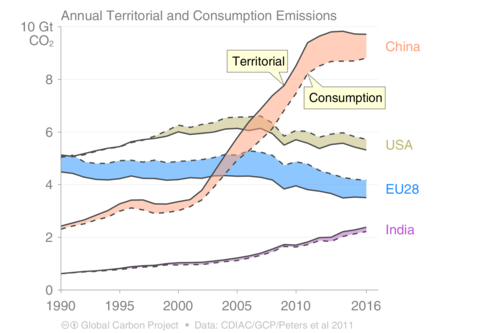 Annual Territorial and Consumption Emissions
10 Gt
CO₂
8
6
4
2
0
1990
1995
2000
2005
2010
2016
Territorial
Consumption
China
USA
EU28
India
Global Carbon Project • Data: CDIAC/GCP/Peters et al 2011